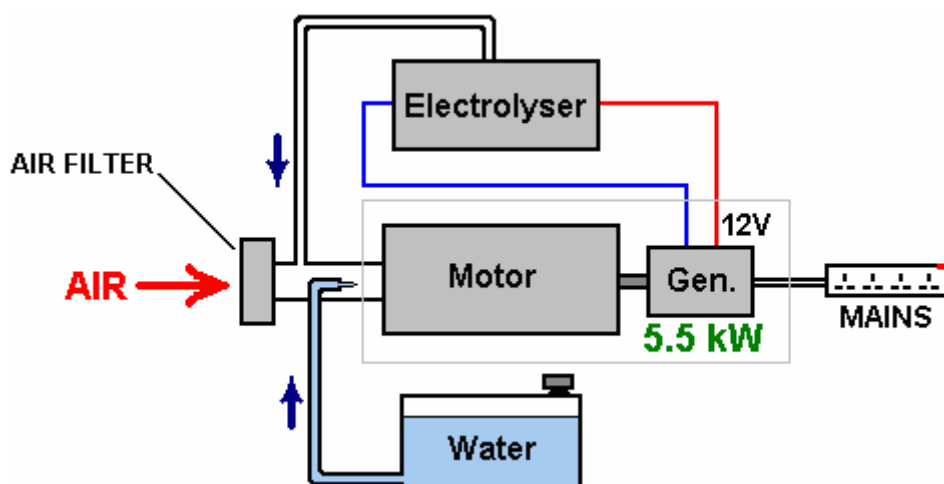 Electrolyser
AIR FILTER
12V
AIR
Motor
Gen.
MAINS
5.5 kW
Water